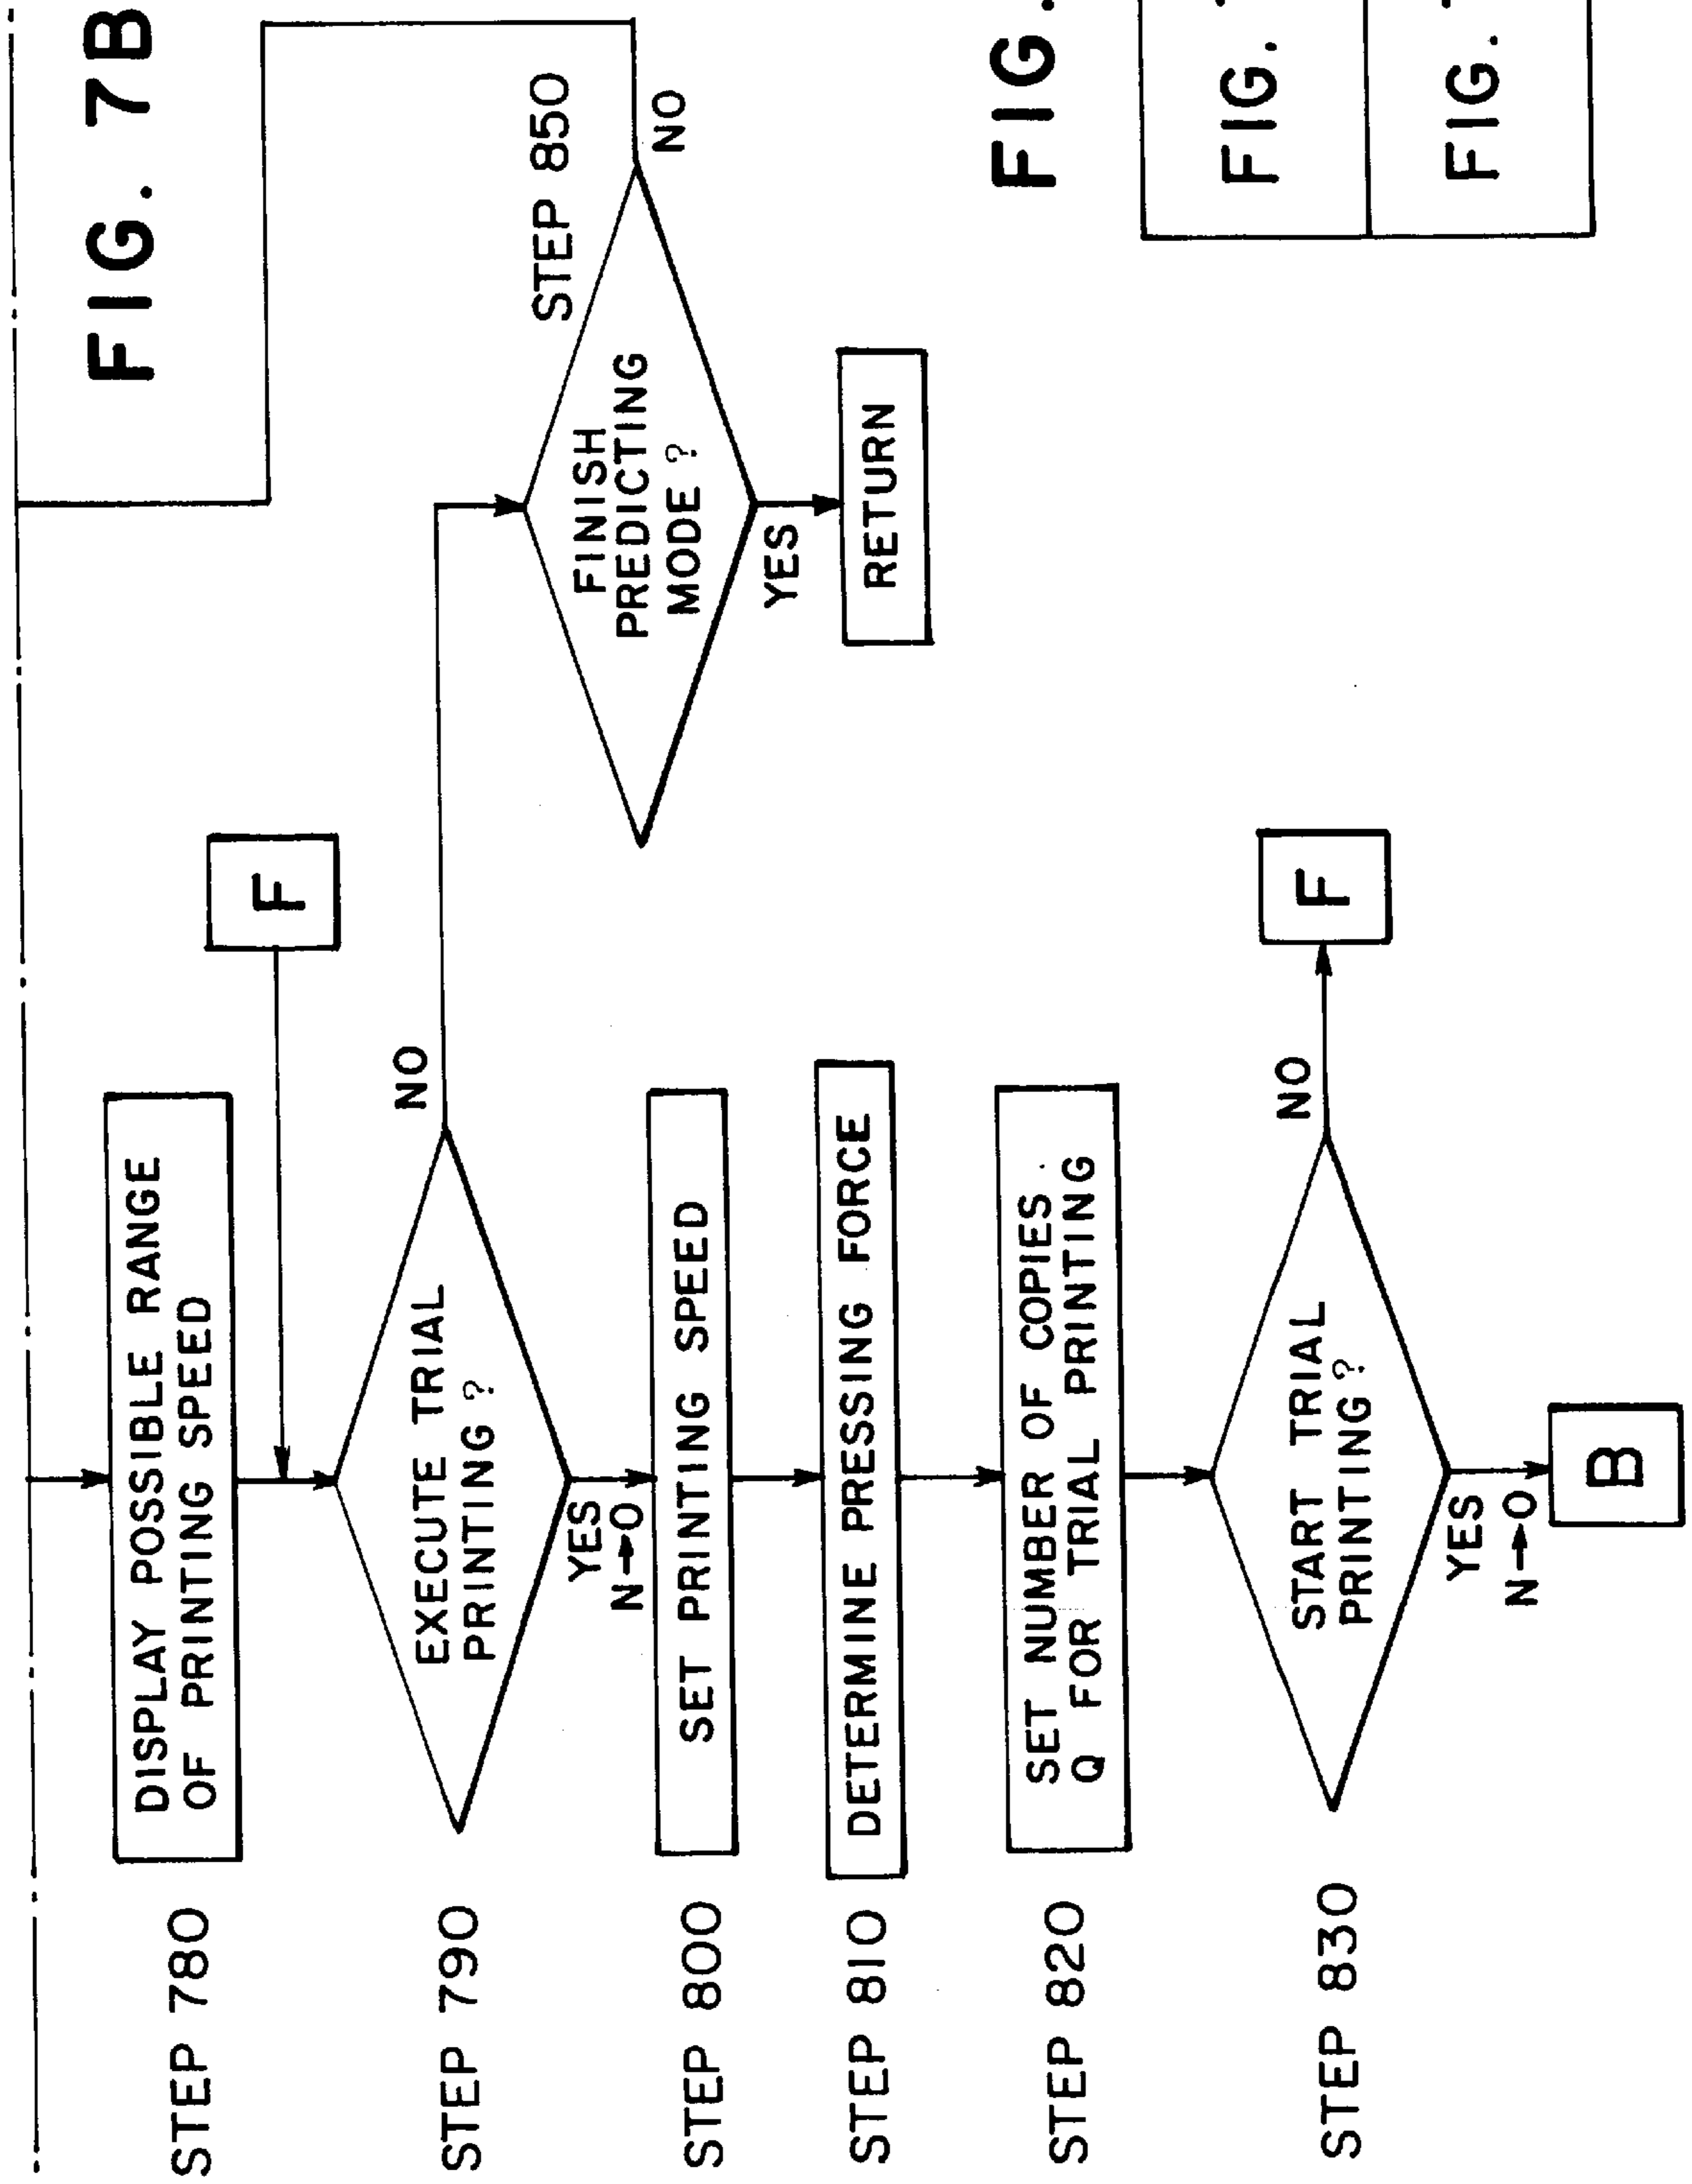 FIG. 7B
STEP 780
DISPLAY POSSIBLE RANGE
OF PRINTING SPEED
F
STEP 790
EXECUTE TRIAL
PRINTING ?
NO
YES
N→0
STEP 850
FINISH
PREDICTING
MODE ?
NO
YES
RETURN
STEP 800
SET PRINTING SPEED
STEP 810
DETERMINE PRESSING FORCE
STEP 820
SET NUMBER OF COPIES
Q FOR TRIAL PRINTING
STEP 830
START TRIAL
PRINTING ?
NO
F
YES
N→0
B
FIG.
FIG.
FIG.